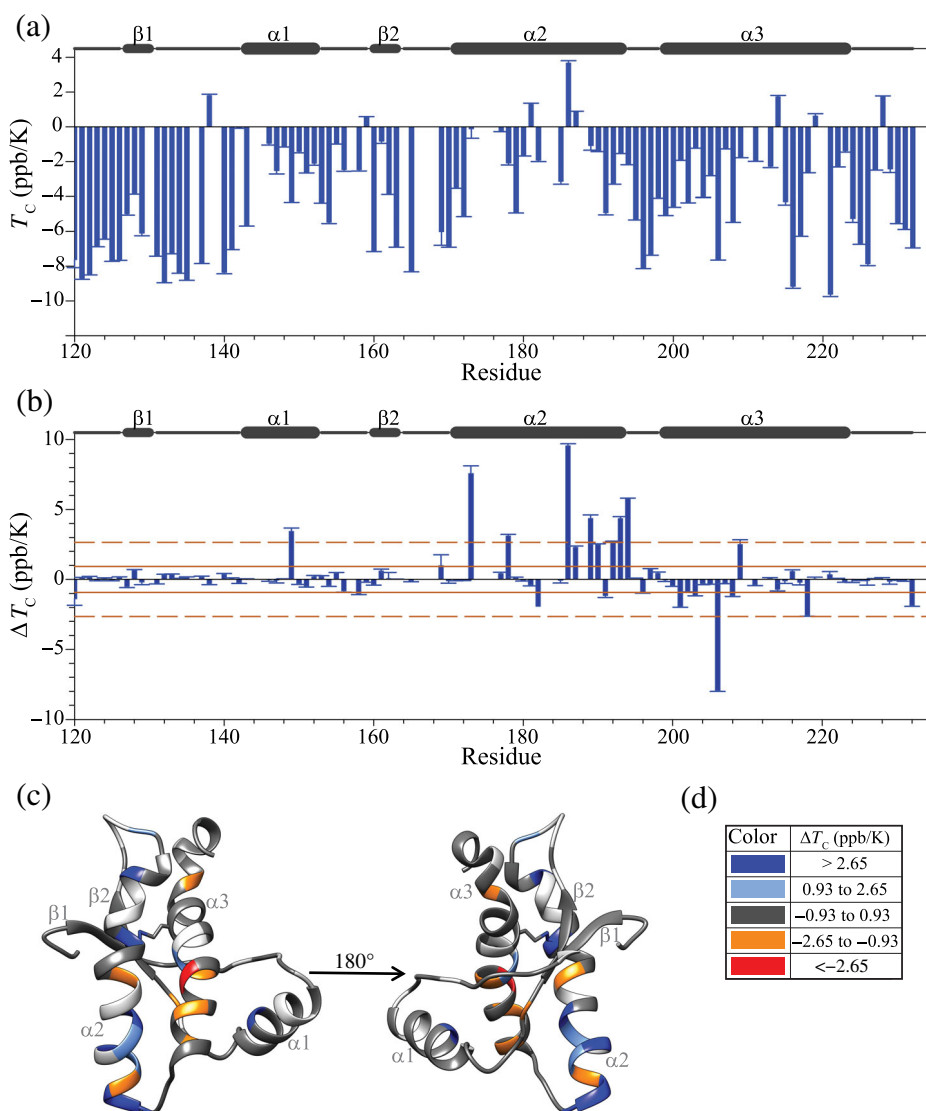 (a)
β1 α1 β2 α2 α3
4
2
0
−2
−4
−6
−8
−10
T_C (ppb/K)
120 140 160 180 200 220
Residue
(b)
β1 α1 β2 α2 α3
10
5
0
−5
−10
ΔT_C (ppb/K)
120 140 160 180 200 220
Residue
(c)
β1 β2 α3 α2 α1
180°
α3 β2 β1 α1 α2
(d)
Color ΔT_C (ppb/K)
> 2.65
0.93 to 2.65
−0.93 to 0.93
−2.65 to −0.93
<−2.65